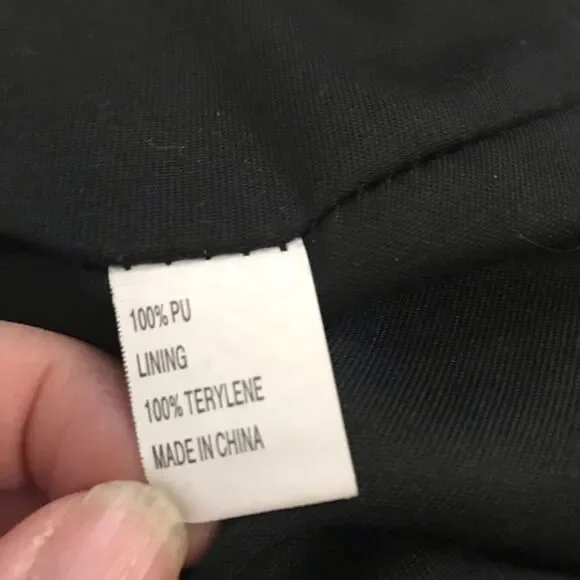 100% PU
LINING
100% TERYLENE
MADE IN CHINA